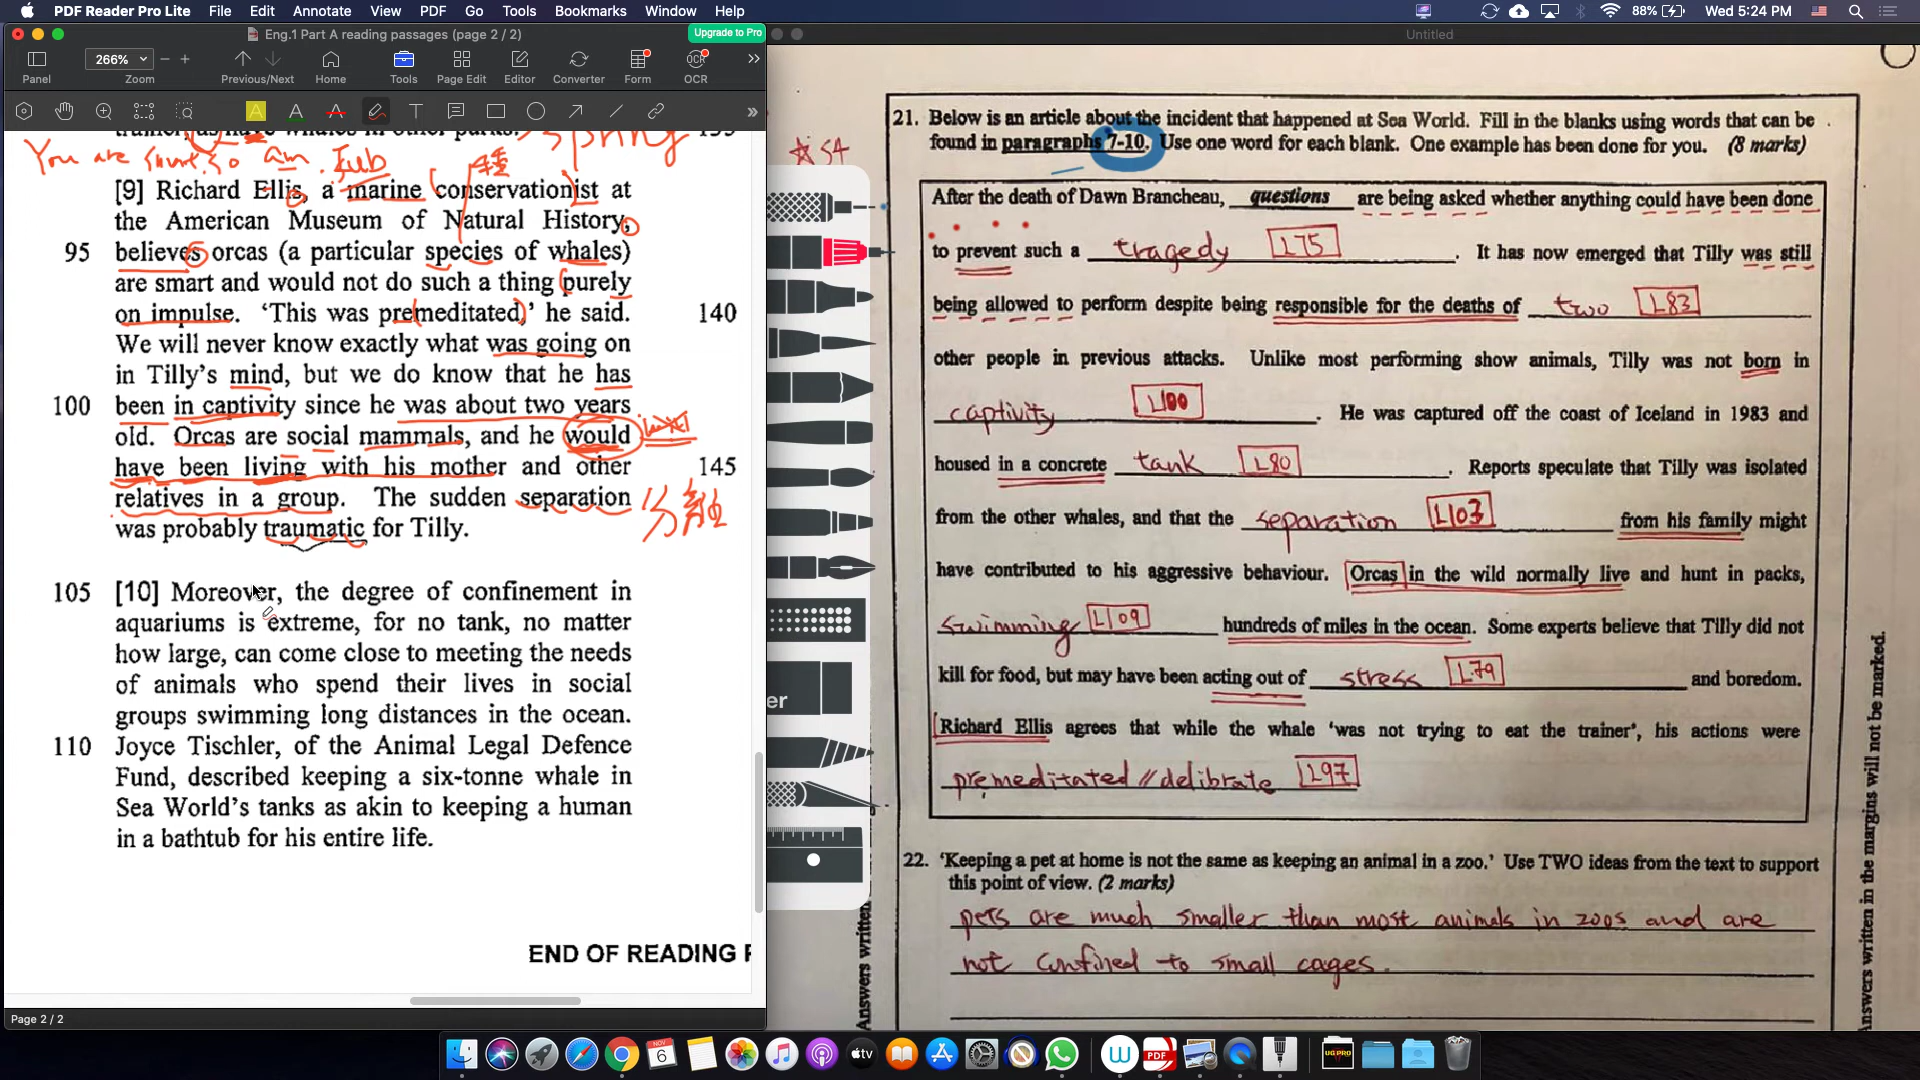 PDF Reader Pro Lite File Edit Annotate View PDF Go Tools Bookmarks Window Help 88% Wed 5:24 PM
Eng.1 Part A reading passages (page 2 / 2) Upgrade to Pro
Untitled
266%
Panel Zoom Previous/Next Home Tools Page Edit Editor Converter Form OCR
trainer, as have whales in other parks. 135
You are smart, so am I
[9] Richard Ellis, a marine conservationist at
the American Museum of Natural History,
95 believes orcas (a particular species of whales)
are smart and would not do such a thing purely
on impulse. ‘This was premeditated,’ he said. 140
We will never know exactly what was going on
in Tilly’s mind, but we do know that he has
100 been in captivity since he was about two years
old. Orcas are social mammals, and he would
have been living with his mother and other 145
relatives in a group. The sudden separation 分離
was probably traumatic for Tilly.
105 [10] Moreover, the degree of confinement in
aquariums is extreme, for no tank, no matter
how large, can come close to meeting the needs
of animals who spend their lives in social
groups swimming long distances in the ocean.
110 Joyce Tischler, of the Animal Legal Defence
Fund, described keeping a six-tonne whale in
Sea World’s tanks as akin to keeping a human
in a bathtub for his entire life.
END OF READING P
Page 2 / 2
er
21. Below is an article about the incident that happened at Sea World. Fill in the blanks using words that can be
found in paragraphs 7-10. Use one word for each blank. One example has been done for you. (8 marks)
After the death of Dawn Brancheau, questions are being asked whether anything could have been done
to prevent such a tragedy L75 . It has now emerged that Tilly was still
being allowed to perform despite being responsible for the deaths of two L83
other people in previous attacks. Unlike most performing show animals, Tilly was not born in
captivity L100 . He was captured off the coast of Iceland in 1983 and
housed in a concrete tank L80 . Reports speculate that Tilly was isolated
from the other whales, and that the separation L103 from his family might
have contributed to his aggressive behaviour. Orcas in the wild normally live and hunt in packs,
swimming L109 hundreds of miles in the ocean. Some experts believe that Tilly did not
kill for food, but may have been acting out of stress L79 and boredom.
Richard Ellis agrees that while the whale ‘was not trying to eat the trainer’, his actions were
premeditated // delibrate L97
22. ‘Keeping a pet at home is not the same as keeping an animal in a zoo.’ Use TWO ideas from the text to support
this point of view. (2 marks)
pets are much smaller than most animals in zoos and are
not confined to small cages.
Answers written
Answers written in the margins will not be marked.